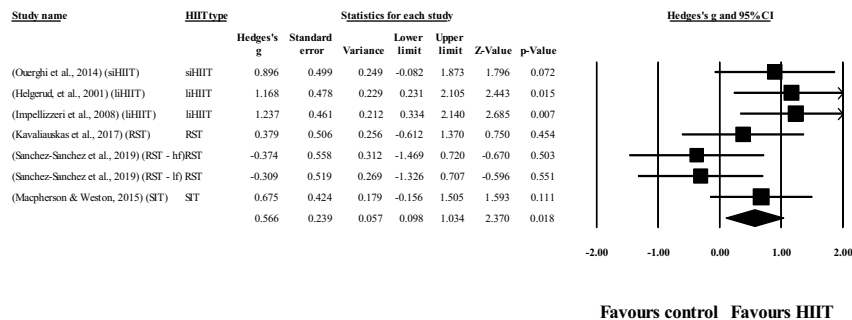 Study name HIIT type Statistics for each study Hedges's g and 95% CI
Hedges's g Standard error Variance Lower limit Upper limit Z-Value p-Value
(Ouerghi et al., 2014) (siHIIT) siHIIT 0.896 0.499 0.249 -0.082 1.873 1.796 0.072
(Helgerud, et al., 2001) (liHIIT) liHIIT 1.168 0.478 0.229 0.231 2.105 2.443 0.015
(Impellizzeri et al., 2008) (liHIIT) liHIIT 1.237 0.461 0.212 0.334 2.140 2.685 0.007
(Kavaliauskas et al., 2017) (RST) RST 0.379 0.506 0.256 -0.612 1.370 0.750 0.454
(Sanchez-Sanchez et al., 2019) (RST - hf) RST -0.374 0.558 0.312 -1.469 0.720 -0.670 0.503
(Sanchez-Sanchez et al., 2019) (RST - lf) RST -0.309 0.519 0.269 -1.326 0.707 -0.596 0.551
(Macpherson & Weston, 2015) (SIT) SIT 0.675 0.424 0.179 -0.156 1.505 1.593 0.111
0.566 0.239 0.057 0.098 1.034 2.370 0.018
-2.00 -1.00 0.00 1.00 2.00
Favours control Favours HIIT